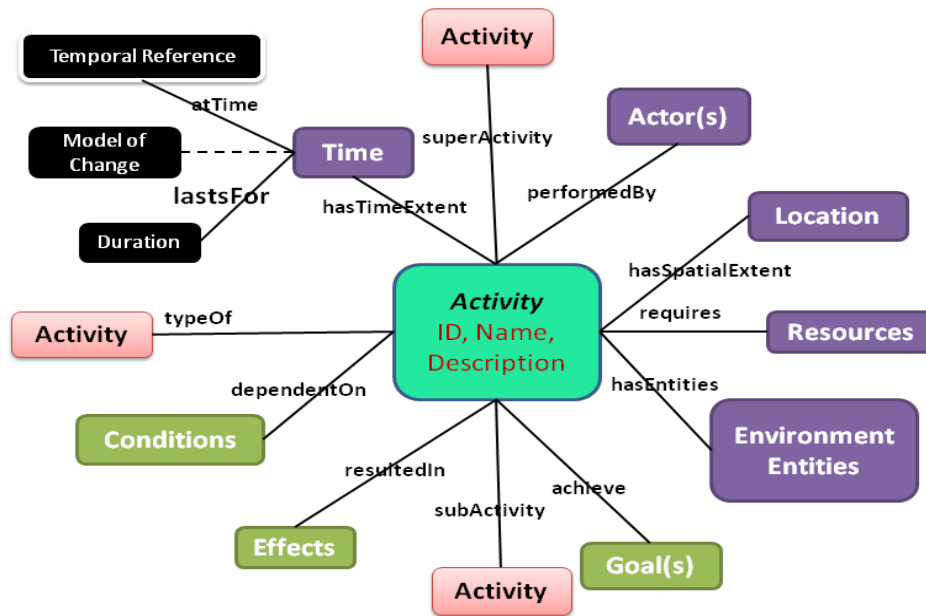 Activity
Temporal Reference
atTime
Actor(s)
Model of
Change
Time
superActivity
lastsFor
performedBy
hasTimeExtent
Location
Duration
hasSpatialExtent
Activity
ID, Name,
Description
requires
Resources
typeOf
Activity
dependentOn
hasEntities
Conditions
Environment
Entities
resultedIn
achieve
subActivity
Effects
Goal(s)
Activity